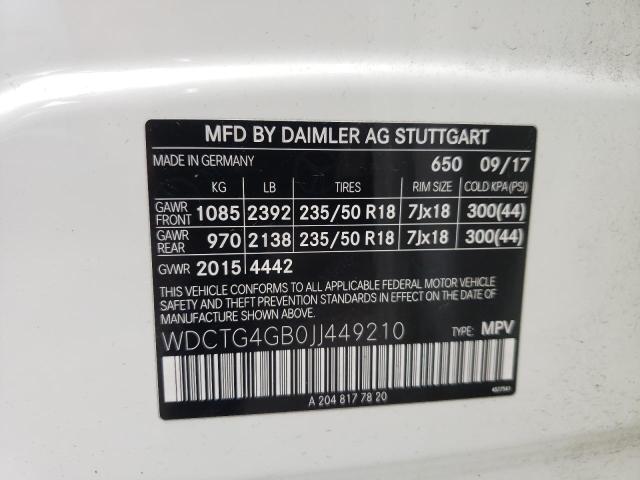 MFD BY DAIMLER AG STUTTGART
MADE IN GERMANY 650 09/17
KG LB TIRES RIM SIZE COLD KPA(PSI)
GAWR FRONT 1085 2392 235/50 R18 7Jx18 300(44)
GAWR REAR 970 2138 235/50 R18 7Jx18 300(44)
GVWR 2015 4442
THIS VEHICLE CONFORMS TO ALL APPLICABLE FEDERAL MOTOR VEHICLE
SAFETY AND THEFT PREVENTION STANDARDS IN EFFECT ON THE DATE
OF MANUFACTURE SHOWN ABOVE.
WDCTG4GB0JJ449210 TYPE: MPV
A 204 817 78 20